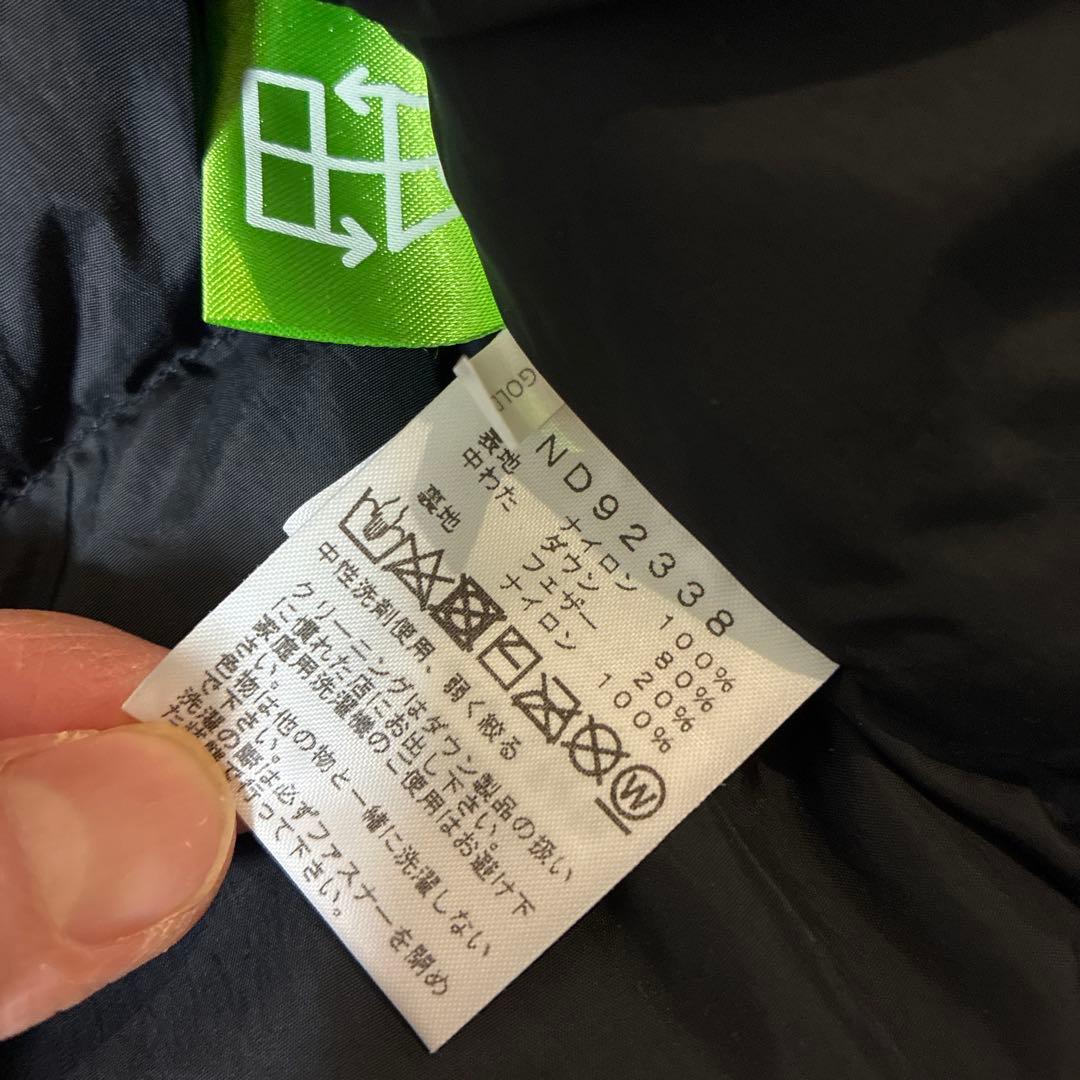 GOL
ND92338
表地 ナイロン 100%
中わた ダウン 80%
フェザー 20%
裏地 ナイロン 100%
W
中性洗剤使用、弱く絞る
クリーニングはダウン製品の扱い
に慣れた店にお出し下さい。
家庭用洗濯機のご使用はお避け下
さい。
色物は他の物と一緒に洗濯しない
で下さい。
洗濯の際は必ずファスナーを閉め
で行って下さい。